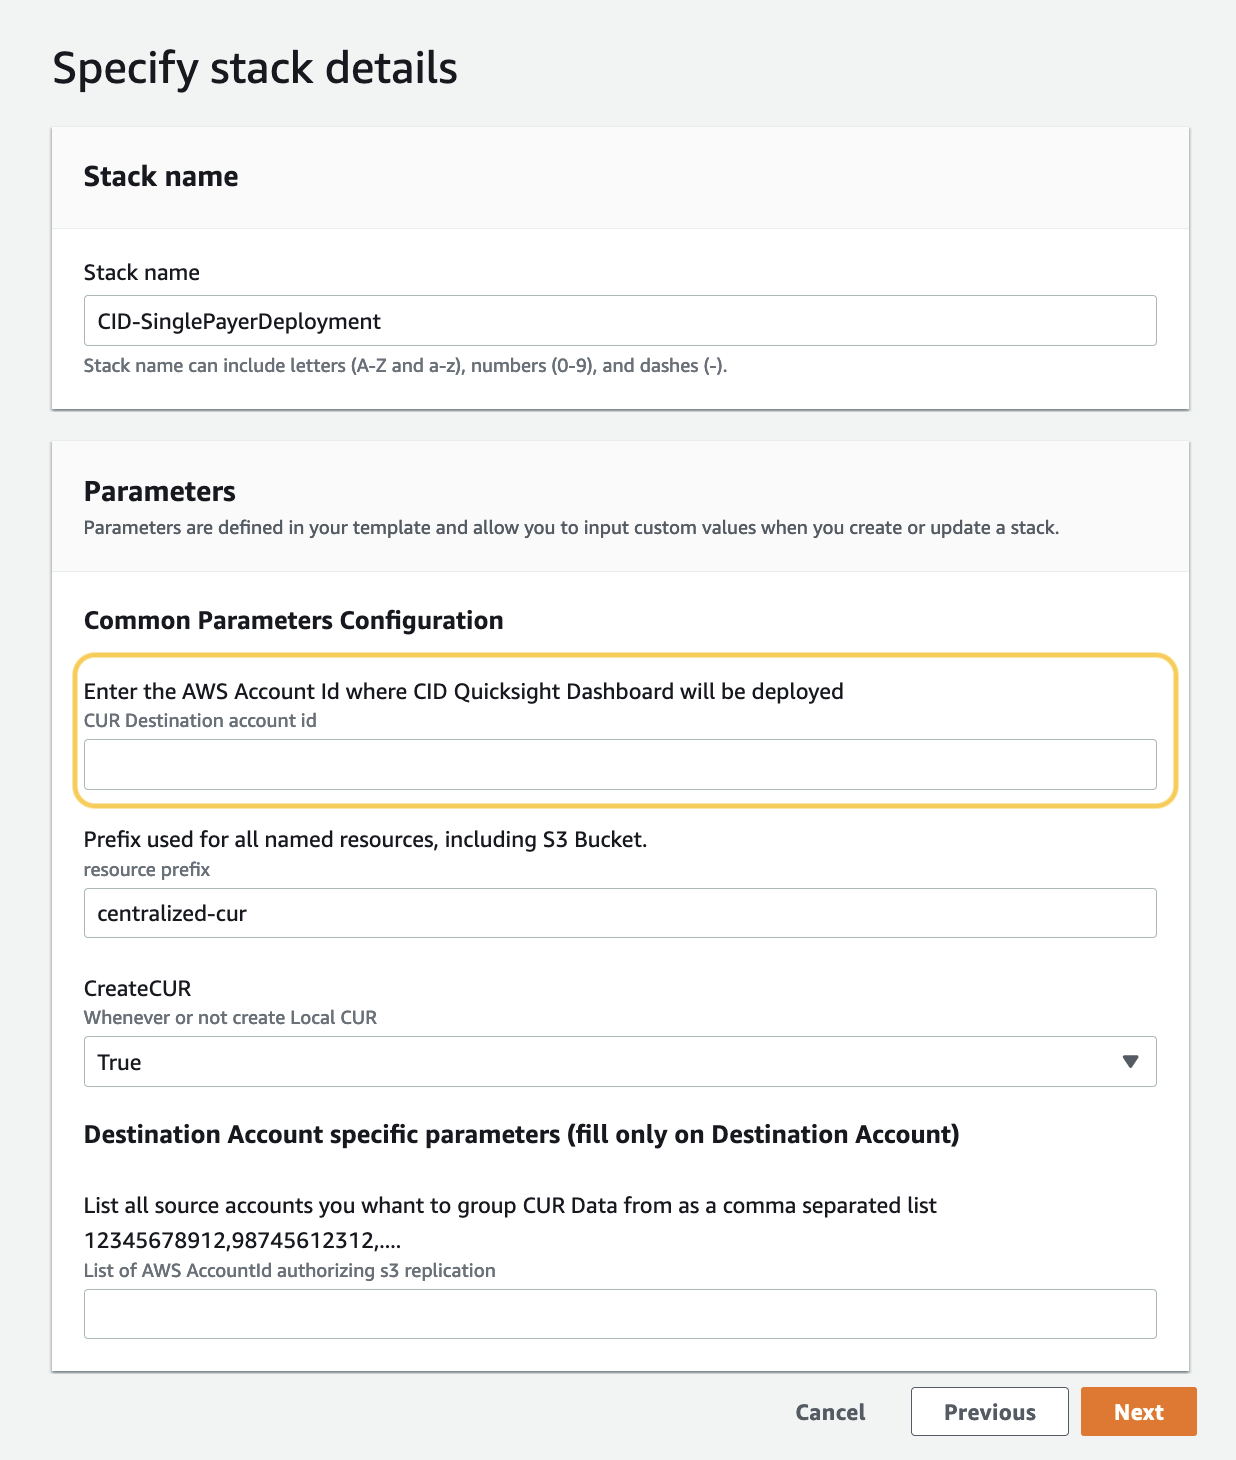 Specify stack details
Stack name
Stack name
CID-SinglePayerDeployment
Stack name can include letters (A-Z and a-z), numbers (0-9), and dashes (-).
Parameters
Parameters are defined in your template and allow you to input custom values when you create or update a stack.
Common Parameters Configuration
Enter the AWS Account Id where CID Quicksight Dashboard will be deployed
CUR Destination account id
Prefix used for all named resources, including S3 Bucket.
resource prefix
centralized-cur
CreateCUR
Whenever or not create Local CUR
True
Destination Account specific parameters (fill only on Destination Account)
List all source accounts you whant to group CUR Data from as a comma separated list
12345678912,98745612312,....
List of AWS AccountId authorizing s3 replication
Cancel
Previous
Next